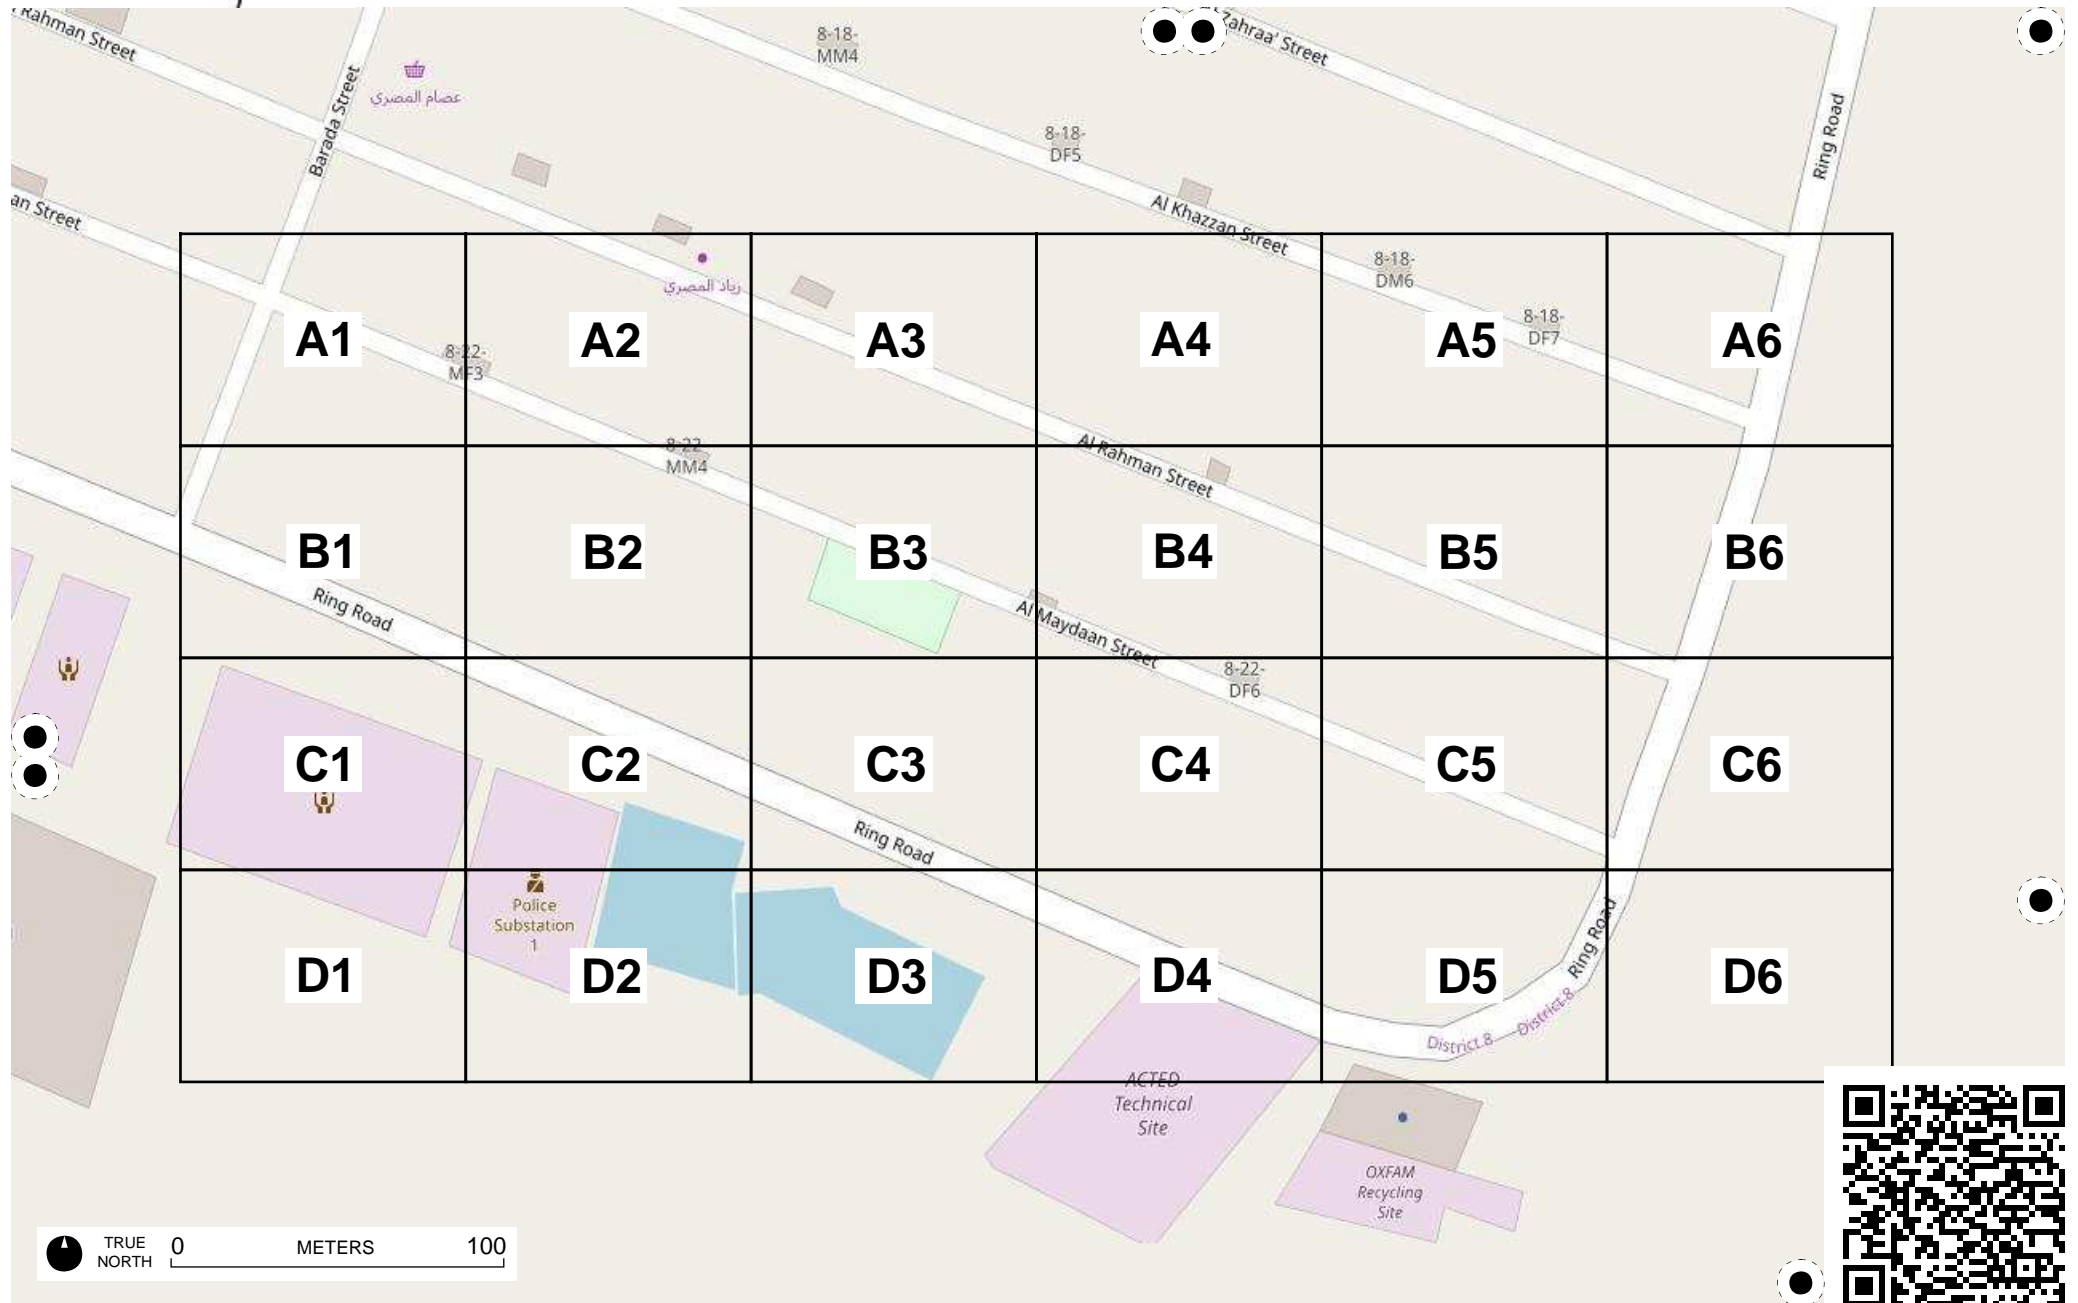 Rahman Street
Barada Street
عصام المصري
8-18-
MM4
Zahraa' Street
Ring Road
8-18-
DF5
an Street
Al Khazzan Street
8-18-
DM6
زياد المصري
8-18-
DF7
A1
A2
A3
A4
A5
A6
8-22-
MF3
8-22-
MM4
Al Rahman Street
B1
B2
B3
B4
B5
B6
Ring Road
Al Maydaan Street
8-22-
DF6
C1
C2
C3
C4
C5
C6
Ring Road
Police
Substation
1
Ring Road
D1
D2
D3
D4
D5
D6
District 8
District 8
ACTED
Technical
Site
OXFAM
Recycling
Site
TRUE
NORTH
0
METERS
100